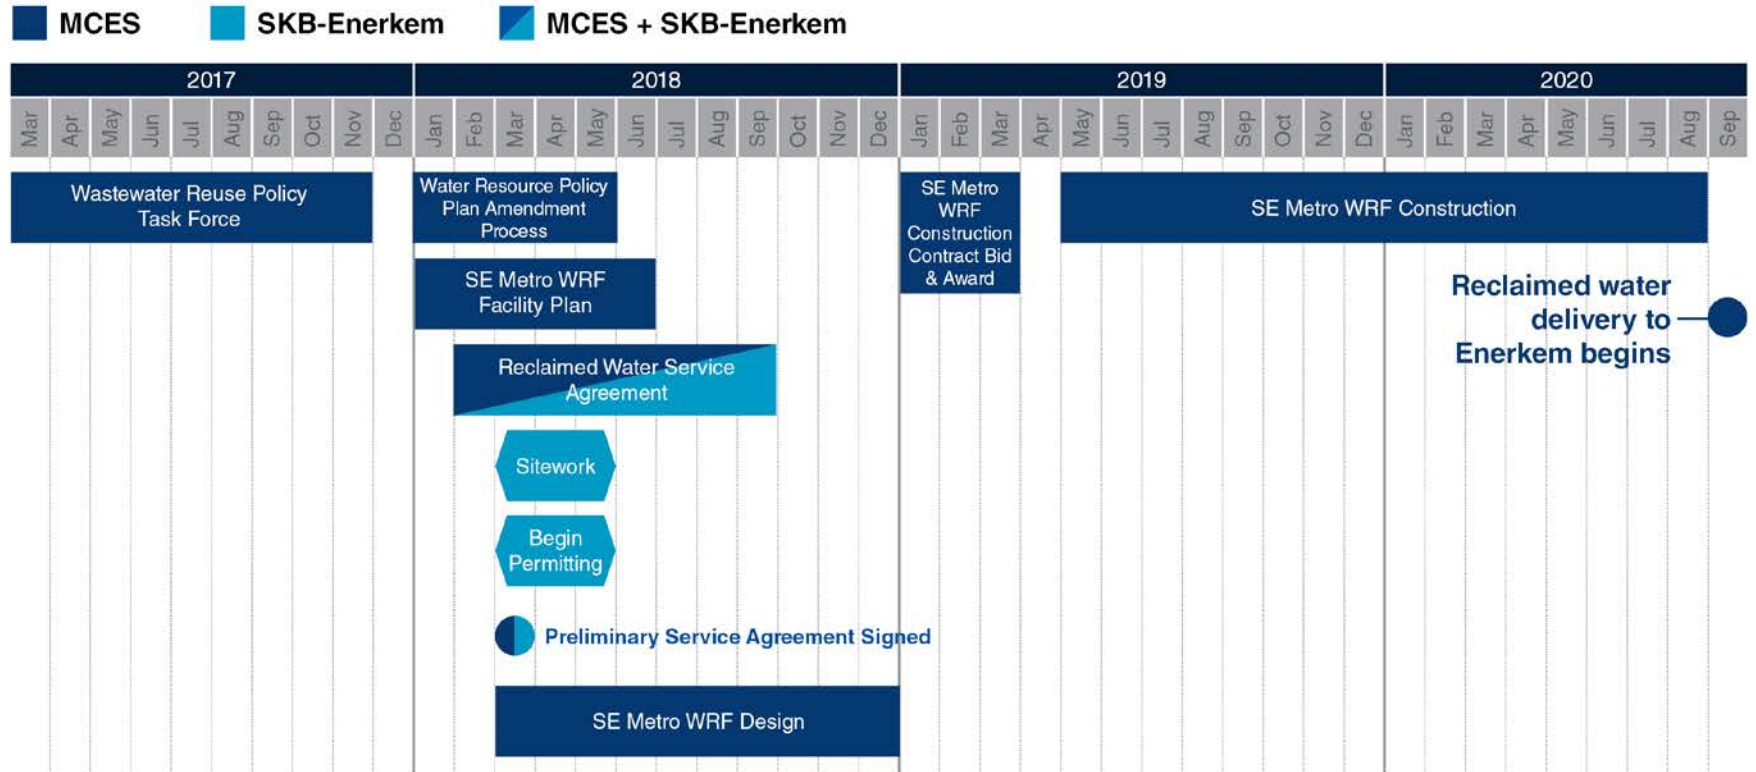 MCES SKB-Enerkem MCES + SKB-Enerkem
2017 2018 2019 2020
Mar Apr May Jun Jul Aug Sep Oct Nov Dec Jan Feb Mar Apr May Jun Jul Aug Sep Oct Nov Dec Jan Feb Mar Apr May Jun Jul Aug Sep Oct Nov Dec Jan Feb Mar Apr May Jun Jul Aug Sep
Wastewater Reuse Policy
Task Force
Water Resource Policy
Plan Amendment
Process
SE Metro
WRF
Construction
Contract Bid
& Award
SE Metro WRF Construction
SE Metro WRF
Facility Plan
Reclaimed water
delivery to
Enerkem begins
Reclaimed Water Service
Agreement
Sitework
Begin
Permitting
Preliminary Service Agreement Signed
SE Metro WRF Design